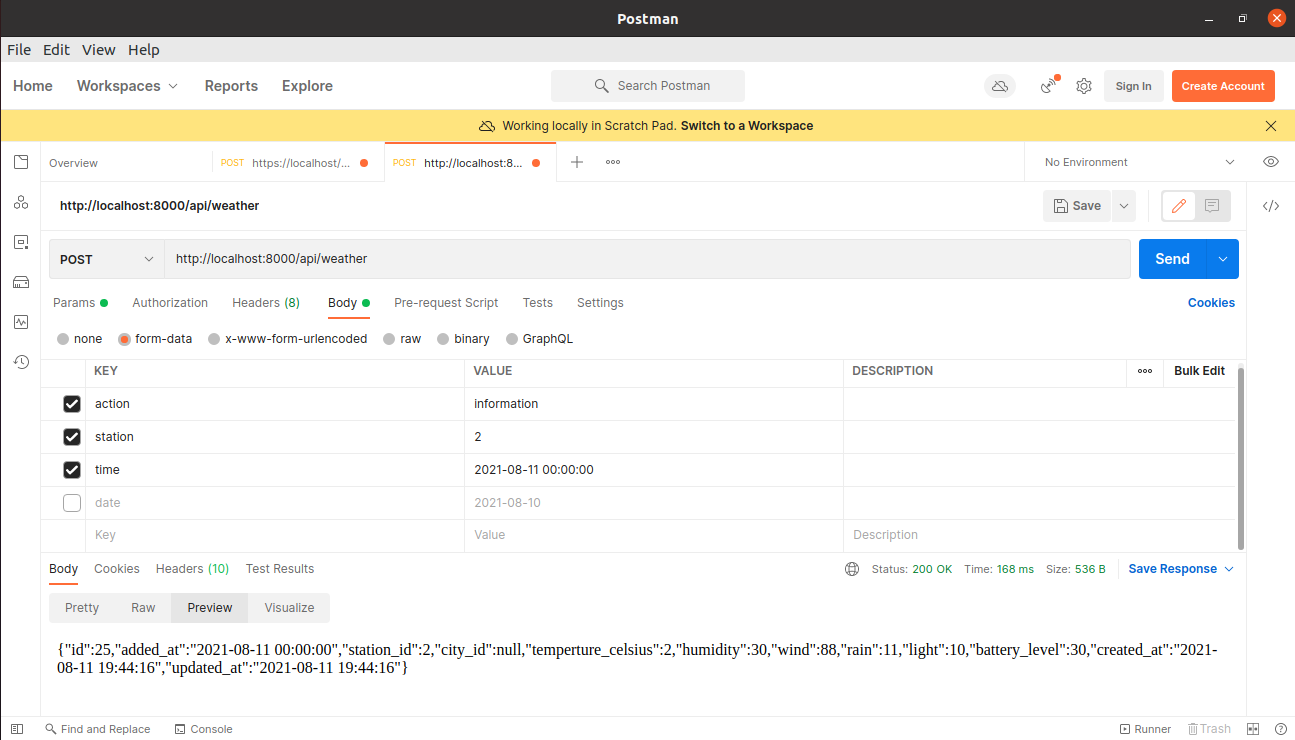 Postman
File Edit View Help
Home Workspaces Reports Explore Search Postman Sign In Create Account
Working locally in Scratch Pad. Switch to a Workspace
Overview POST https://localhost/... POST http://localhost:8... No Environment
http://localhost:8000/api/weather Save
POST http://localhost:8000/api/weather Send
Params Authorization Headers (8) Body Pre-request Script Tests Settings Cookies
none form-data x-www-form-urlencoded raw binary GraphQL
KEY VALUE DESCRIPTION Bulk Edit
action information
station 2
time 2021-08-11 00:00:00
date 2021-08-10
Key Value Description
Body Cookies Headers (10) Test Results Status: 200 OK Time: 168 ms Size: 536 B Save Response
Pretty Raw Preview Visualize
{"id":25,"added_at":"2021-08-11 00:00:00","station_id":2,"city_id":null,"temperture_celsius":2,"humidity":30,"wind":88,"rain":11,"light":10,"battery_level":30,"created_at":"2021-
08-11 19:44:16","updated_at":"2021-08-11 19:44:16"}
Find and Replace Console Runner Trash